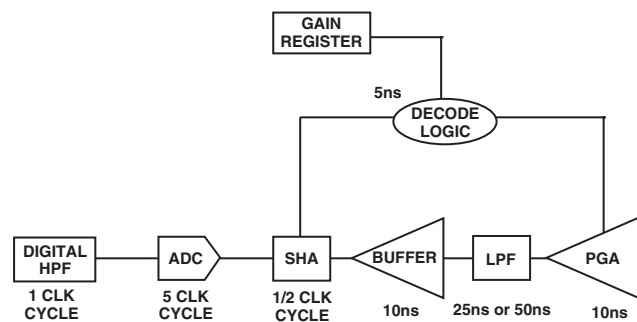 GAIN
REGISTER
5ns
DECODE
LOGIC
DIGITAL
HPF
ADC
SHA
BUFFER
LPF
PGA
1 CLK
CYCLE
5 CLK
CYCLE
1/2 CLK
CYCLE
10ns
25ns or 50ns
10ns